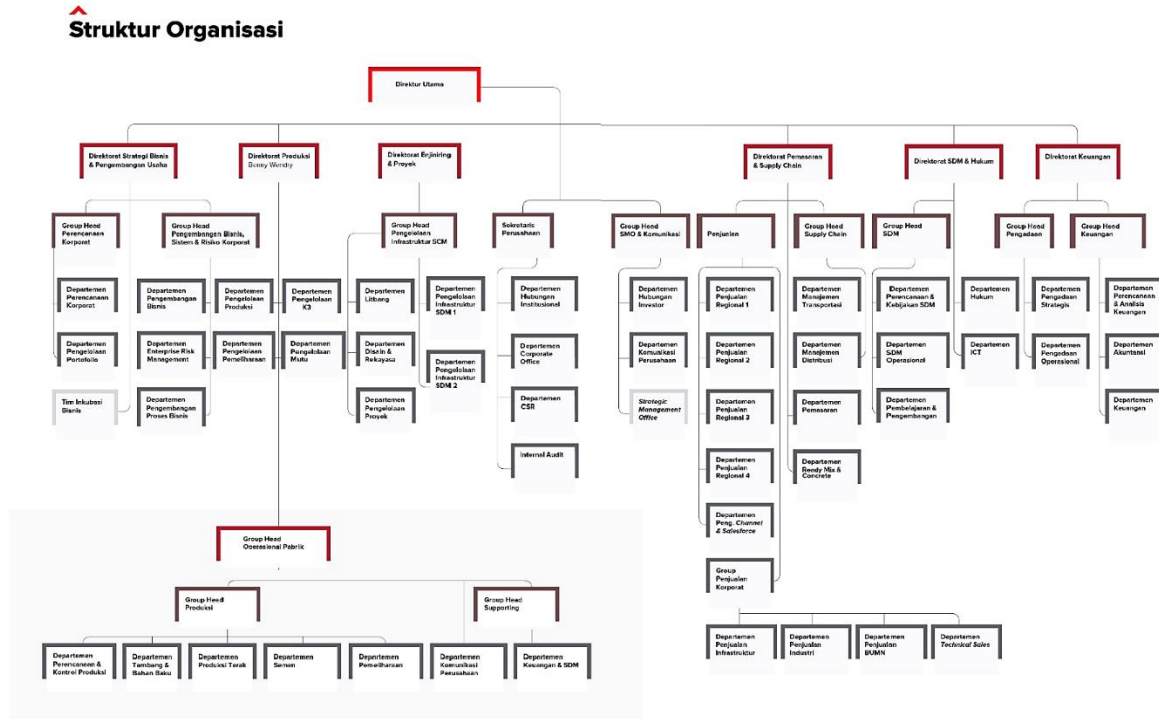 Struktur Organisasi
Direktur Utama
Direktorat Strategi Bisnis
& Pengembangan Usaha
Direktorat Produksi
Benny Wendry
Direktorat Enjiniring
& Proyek
Direktorat Pemasaran
& Supply Chain
Direktorat SDM & Hukum
Direktorat Keuangan
Group Head
Perencanaan
Korporat
Group Head
Pengembangan Bisnis,
Sistem & Risiko Korporat
Group Head
Pengelolaan
Infrastruktur SCM
Sekretaris
Perusahaan
Group Head
SMO & Komunikasi
Penjualan
Group Head
Supply Chain
Group Head
SDM
Group Head
Pengadaan
Group Head
Keuangan
Departemen
Perencanaan
Korporat
Departemen
Pengembangan
Bisnis
Departemen
Pengelolaan
Produksi
Departemen
Pengelolaan
K3
Departemen
Litbang
Departemen
Pengelolaan
Infrastruktur
SDMI 1
Departemen
Hubungan
Institusional
Departemen
Hubungan
Investor
Departemen
Penjualan
Regional 1
Departemen
Manajemen
Transportasi
Departemen
Perencanaan &
Kebijakan SDM
Departemen
Hukum
Departemen
Pengadaan
Strategis
Departemen
Perencanaan
& Analisis
Keuangan
Departemen
Pengelolaan
Portofolio
Departemen
Enterprise Risk
Management
Departemen
Pengelolaan
Pemeliharaan
Departemen
Pengelolaan
Mutu
Departemen
Disain &
Rekayasa
Departemen
Pengelolaan
Infrastruktur
SDMI 2
Departemen
Corporate
Office
Departemen
Komunikasi
Perusahaan
Departemen
Penjualan
Regional 2
Departemen
Manajemen
Distribusi
Departemen
SDM
Operasional
Departemen
ICT
Departemen
Pengadaan
Operasional
Departemen
Akuntansi
Tim Inkubasi
Bisnis
Departemen
Pengembangan
Proses Bisnis
Departemen
Pengelolaan
Proyek
Departemen
CSR
Strategic
Management
Office
Departemen
Penjualan
Regional 3
Departemen
Pemasaran
Departemen
Pembelajaran &
Pengembangan
Departemen
Keuangan
Internal Audit
Departemen
Penjualan
Regional 4
Departemen
Ready Mix &
Concrete
Departemen
Peng. Channel
& Salesforce
Group Head
Operasional Pabrik
Group
Penjualan
Korporat
Group Head
Produksi
Group Head
Supporting
Departemen
Penjualan
Infrastruktur
Departemen
Penjualan
Industri
Departemen
Penjualan
BUMN
Departemen
Technical Sales
Departemen
Perencanaan &
Kontrol Produksi
Departemen
Tambang &
Bahan Baku
Departemen
Produksi Terak
Departemen
Semen
Departemen
Pemeliharaan
Departemen
Komunikasi
Perusahaan
Departemen
Keuangan & SDM